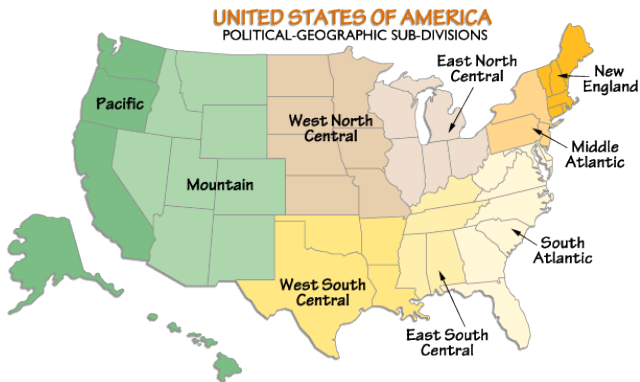 UNITED STATES OF AMERICA
POLITICAL-GEOGRAPHIC SUB-DIVISIONS
East North
Central
New
England
Pacific
West North
Central
Middle
Atlantic
Mountain
South
Atlantic
West South
Central
East South
Central